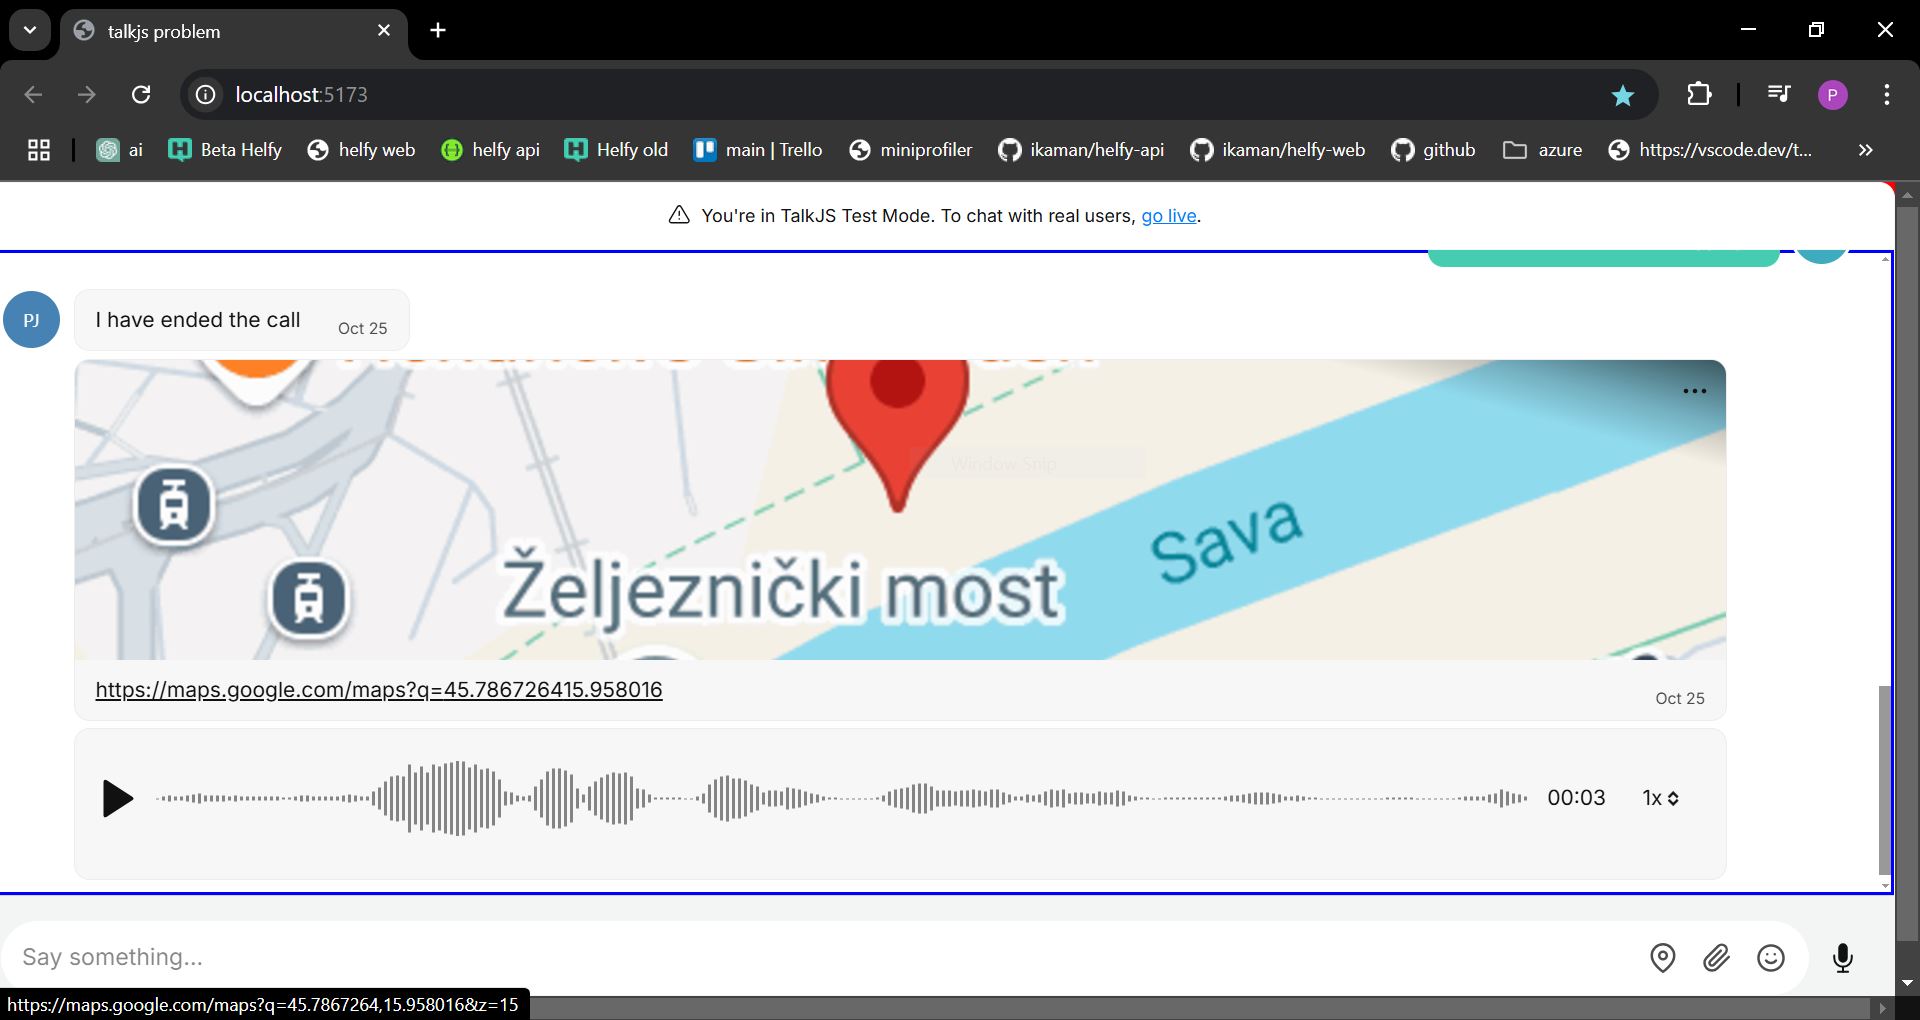 talkjs problem
localhost:5173
P
ai
Beta Helfy
helfy web
helfy api
Helfy old
main | Trello
miniprofiler
ikaman/helfy-api
ikaman/helfy-web
github
azure
https://vscode.dev/t...
You're in TalkJS Test Mode. To chat with real users, go live.
PJ
I have ended the call
Oct 25
Window Snip
Sava
Željeznički most
https://maps.google.com/maps?q=45.786726415.958016
Oct 25
00:03
1x
Say something...
https://maps.google.com/maps?q=45.7867264,15.958016&z=15